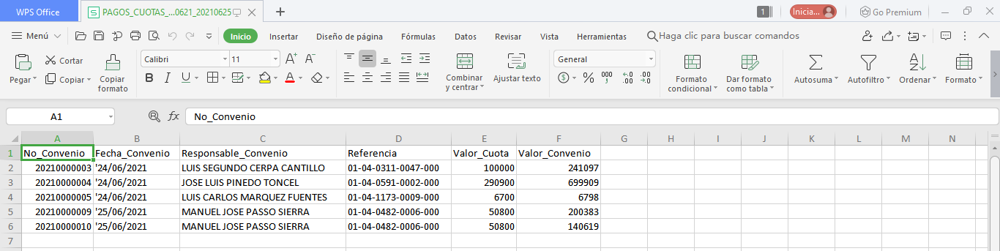 WPS Office PAGOS_CUOTAS_...0621_20210625 1 Inicia... Go Premium
Menú Inicio Insertar Diseño de página Fórmulas Datos Revisar Vista Herramientas Haga clic para buscar comandos
Pegar Cortar Copiar Copiar formato Calibri 11 A+ A- B I U A Combinar y centrar Ajustar texto General $ % 000 Formato condicional Dar formato como tabla Autosuma Autofiltro Ordenar Formato
A1 fx No_Convenio
A B C D E F G H I J K L M N
1 No_Convenio Fecha_Convenio Responsable_Convenio Referencia Valor_Cuota Valor_Convenio
2 20210000003 '24/06/2021 LUIS SEGUNDO CERPA CANTILLO 01-04-0311-0047-000 100000 241097
3 20210000004 '24/06/2021 JOSE LUIS PINEDO TONCEL 01-04-0591-0002-000 290900 699909
4 20210000005 '24/06/2021 LUIS CARLOS MARQUEZ FUENTES 01-04-1173-0009-000 6700 6798
5 20210000009 '25/06/2021 MANUEL JOSE PASSO SIERRA 01-04-0482-0006-000 50800 200383
6 20210000010 '25/06/2021 MANUEL JOSE PASSO SIERRA 01-04-0482-0006-000 50800 140619
7